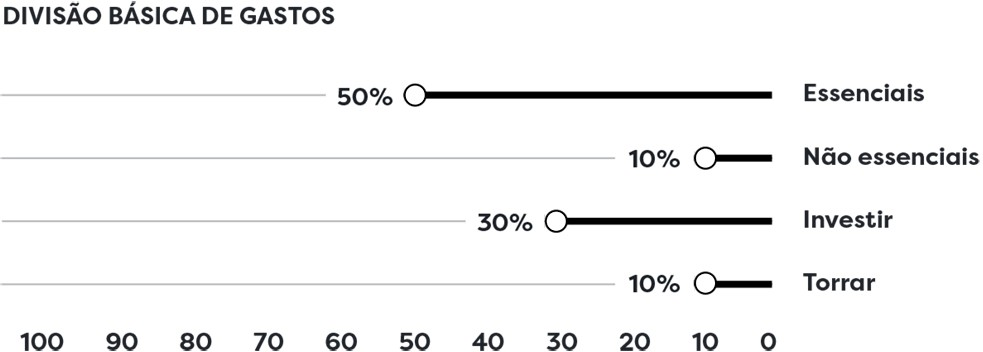 DIVISÃO BÁSICA DE GASTOS
50% Essenciais
10% Não essenciais
30% Investir
10% Torrar
100 90 80 70 60 50 40 30 20 10 0